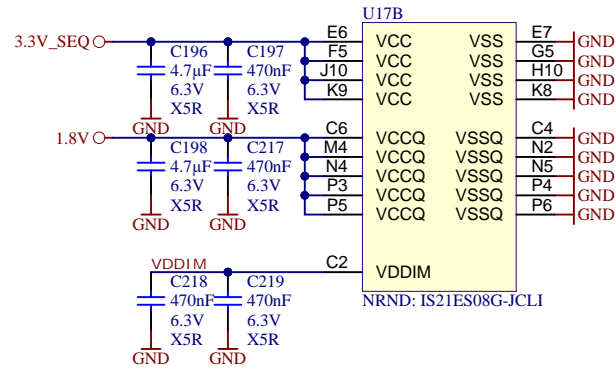 U17B
3.3V_SEQ
C196
4.7µF
6.3V
X5R
GND
C197
470nF
6.3V
X5R
GND
E6 VCC VSS E7 GND
F5 VCC VSS G5 GND
J10 VCC VSS H10 GND
K9 VCC VSS K8 GND
1.8V
C198
4.7µF
6.3V
X5R
GND
C217
470nF
6.3V
X5R
GND
C6 VCCQ VSSQ C4 GND
M4 VCCQ VSSQ N2 GND
N4 VCCQ VSSQ N5 GND
P3 VCCQ VSSQ P4 GND
P5 VCCQ VSSQ P6 GND
VDDIM
C218
470nF
6.3V
X5R
GND
C219
470nF
6.3V
X5R
GND
C2 VDDIM
NRND: IS21ES08G-JCLI